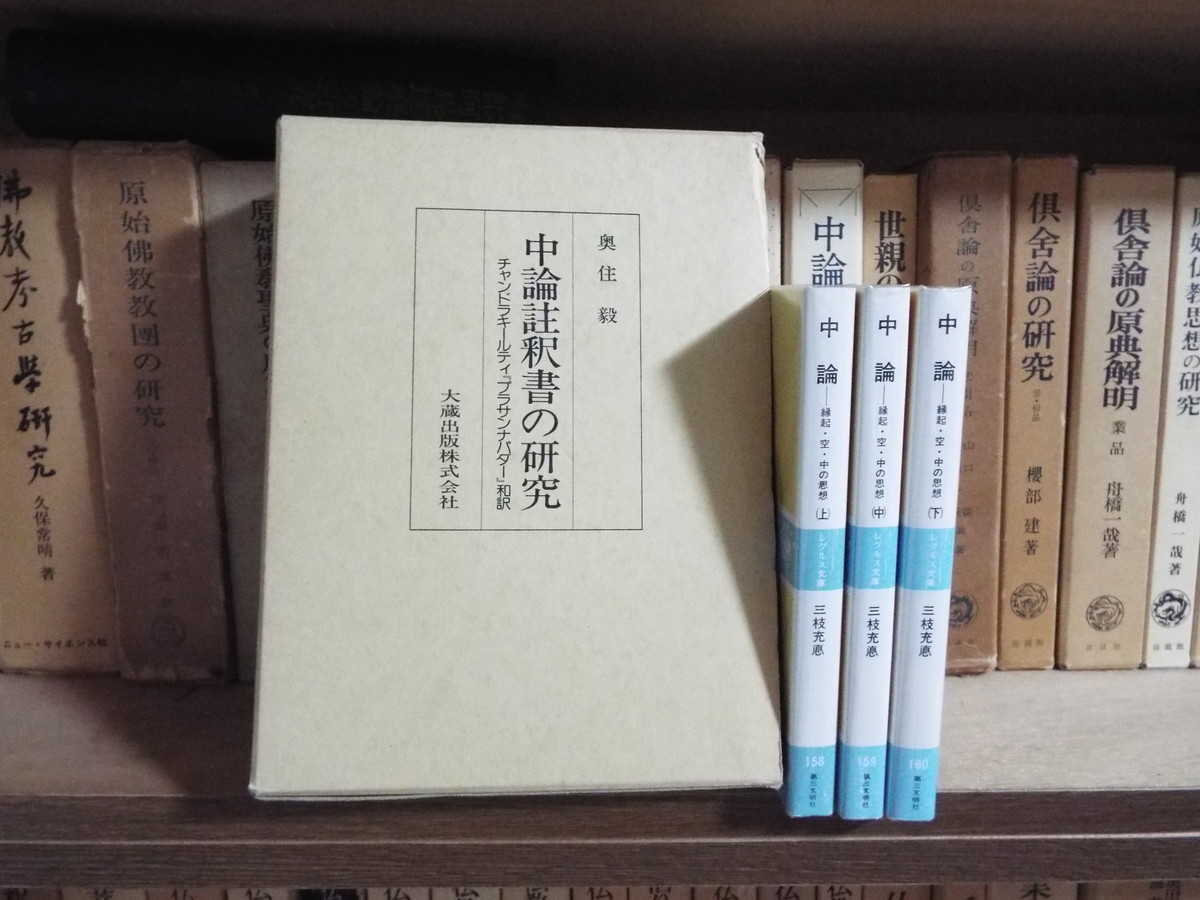 奥住毅
中論註釈書の研究
チャンドラキールティ『プラサンナパダー』和訳
大蔵出版株式会社
中論―縁起・空・中の思想(上)
レグルス文庫
三枝充悳
158
第三文明社
中論―縁起・空・中の思想(中)
レグルス文庫
三枝充悳
159
第三文明社
中論―縁起・空・中の思想(下)
レグルス文庫
三枝充悳
160
第三文明社
佛教考古學研究
久保常晴 著
ニュー・サイエンス社
原始佛教教團の研究
中論
世親の
倶舎論の原典解明
倶舎論の研究
櫻部 建著
倶舎論の原典解明
業品
舟橋一哉著
原始仏教思想の研究
舟橋一哉著